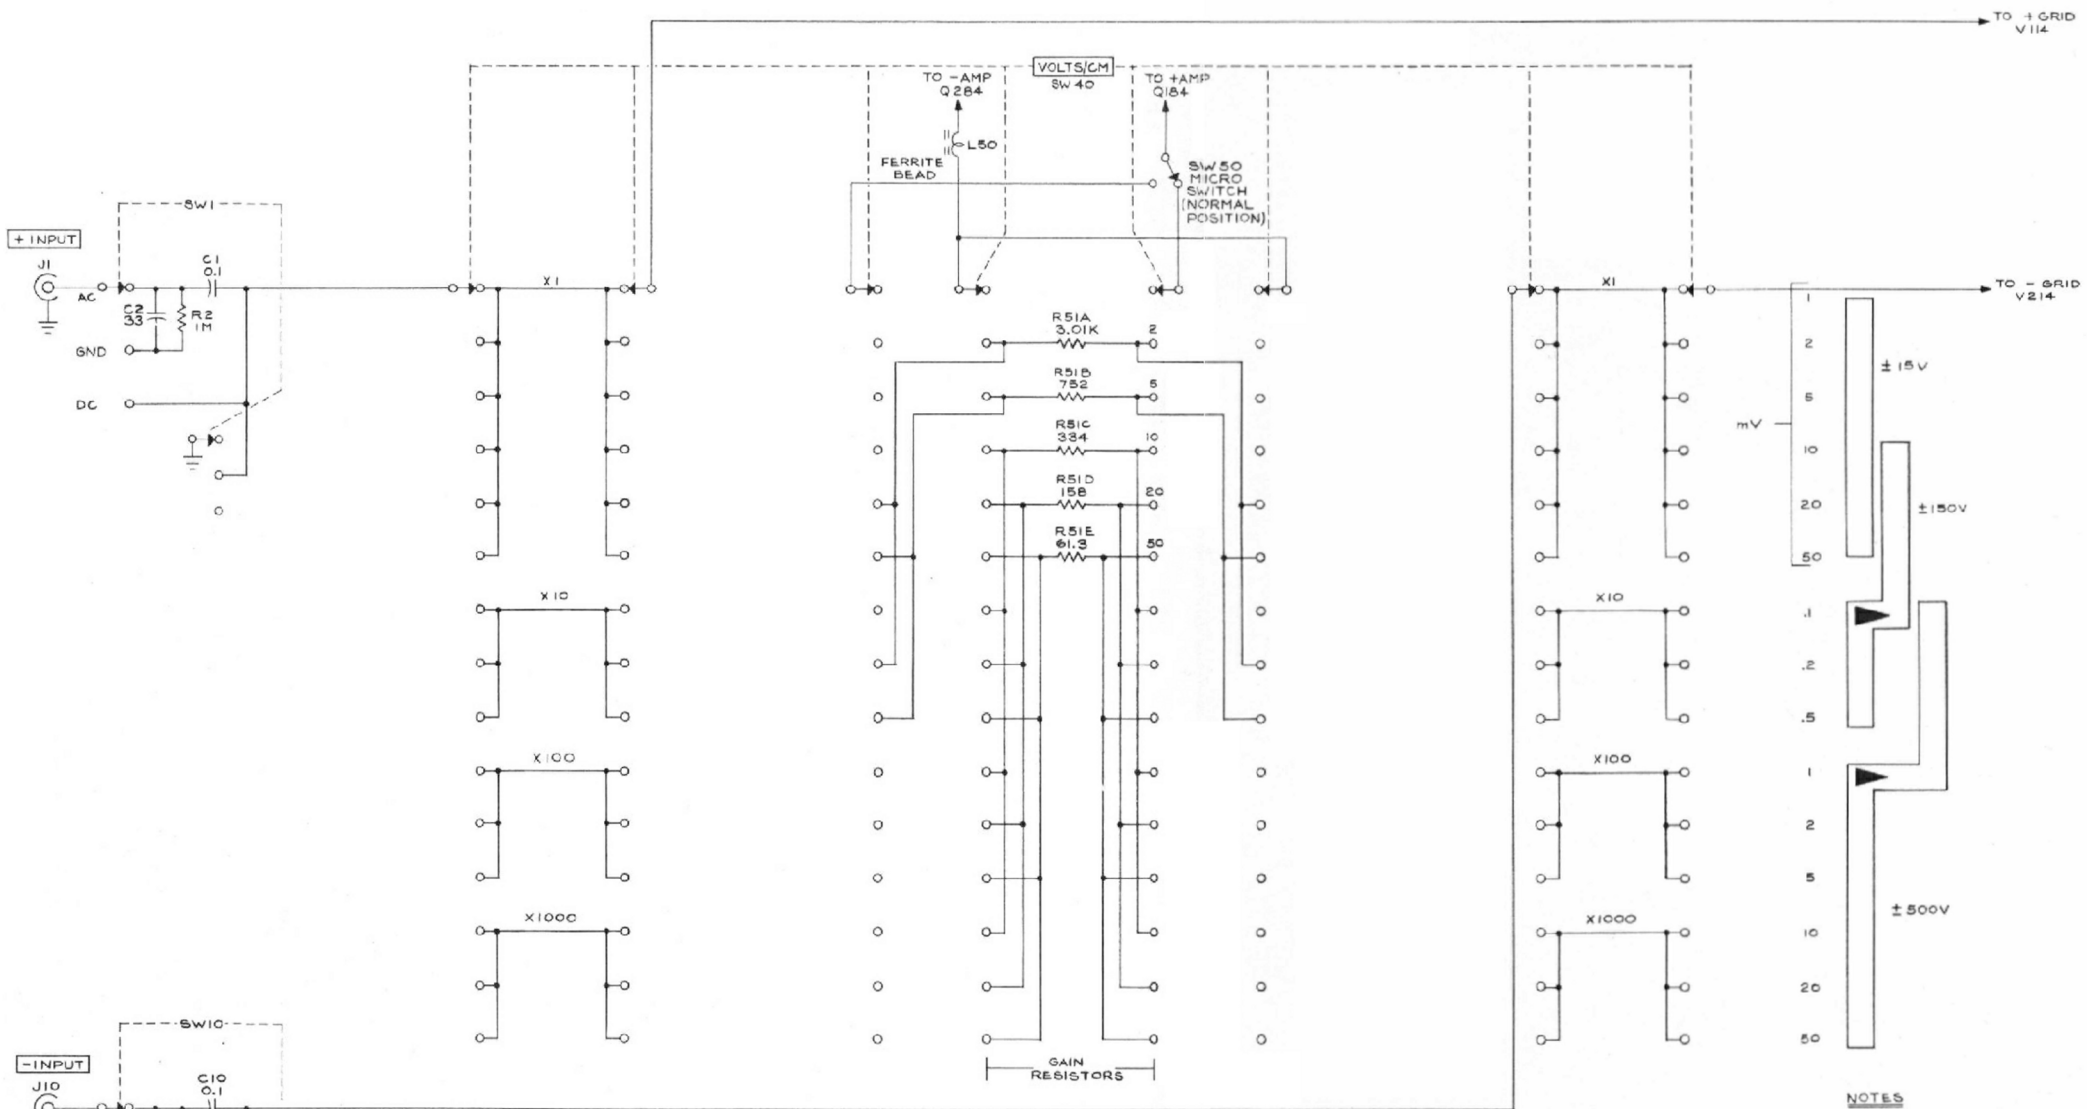 TO + GRID
V114
VOLTS/CM
SW 40
TO -AMP
Q284
TO +AMP
Q184
L50
FERRITE
BEAD
SW50
MICRO
SWITCH
(NORMAL
POSITION)
SW1
+ INPUT
J1
AC
C1
0.1
C2
33
R2
1M
GND
DC
X1
X1
TO - GRID
V214
R51A
3.01K
2
R51B
752
5
R51C
334
10
R51D
158
20
R51E
61.3
50
mV
1
2
5
10
20
50
± 15V
±150V
X10
X10
.1
.2
.5
X100
X100
1
2
5
± 500V
X1000
X1000
10
20
50
GAIN
RESISTORS
SW10
-INPUT
J10
C10
0.1
NOTES